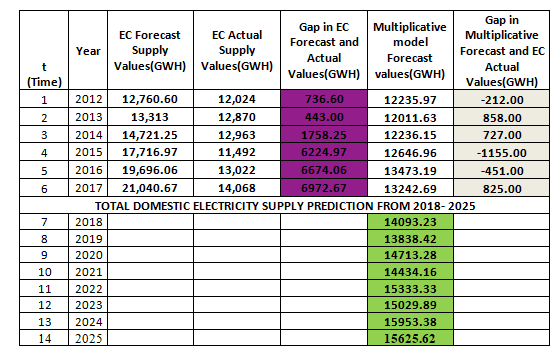 t (Time) Year EC Forecast Supply Values(GWH) EC Actual Supply Values(GWH) Gap in EC Forecast and Actual Values(GWH) Multiplicative model Forecast values(GWH) Gap in Multiplicative Forecast and EC Actual Values(GWH)
1 2012 12,760.60 12,024 736.60 12235.97 -212.00
2 2013 13,313 12,870 443.00 12011.63 858.00
3 2014 14,721.25 12,963 1758.25 12236.15 727.00
4 2015 17,716.97 11,492 6224.97 12646.96 -1155.00
5 2016 19,696.06 13,022 6674.06 13473.19 -451.00
6 2017 21,040.67 14,068 6972.67 13242.69 825.00
TOTAL DOMESTIC ELECTRICITY SUPPLY PREDICTION FROM 2018- 2025
7 2018 14093.23
8 2019 13838.42
9 2020 14713.28
10 2021 14434.16
11 2022 15333.33
12 2023 15029.89
13 2024 15953.38
14 2025 15625.62